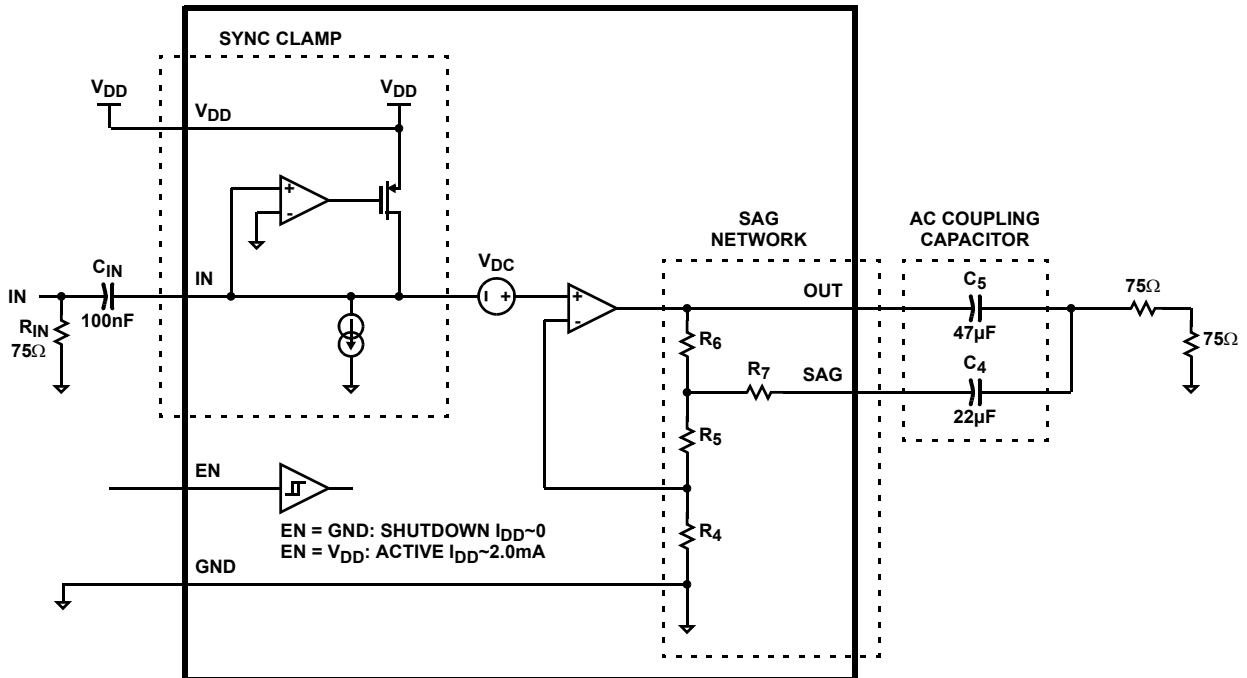 SYNC CLAMP
VDD
VDD
VDD
+
-
SAG
NETWORK
AC COUPLING
CAPACITOR
CIN
IN
VDC
IN
100nF
- +
+
-
OUT
C5
75Ω
RIN
75Ω
47µF
R6
75Ω
R7
SAG
C4
22µF
R5
EN
EN = GND: SHUTDOWN IDD~0
EN = VDD: ACTIVE IDD~2.0mA
R4
GND